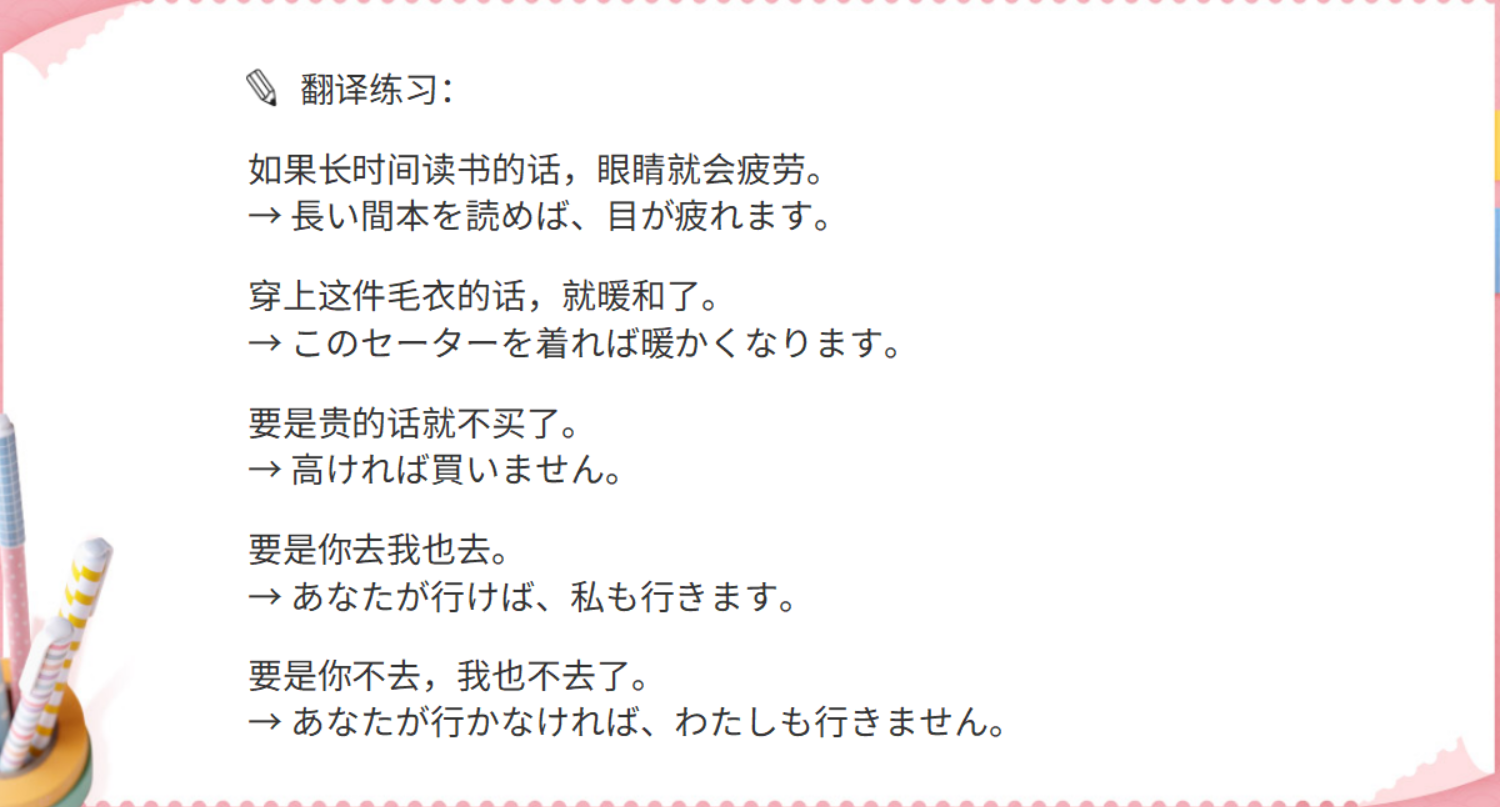 翻译练习：
如果长时间读书的话，眼睛就会疲劳。
→ 長い間本を読めば、目が疲れます。
穿上这件毛衣的话，就暖和了。
→ このセーターを着れば暖かくなります。
要是贵的话就不买了。
→ 高ければ買いません。
要是你去我也去。
→ あなたが行けば、私も行きます。
要是你不去，我也不去了。
→ あなたが行かなければ、わたしも行きません。